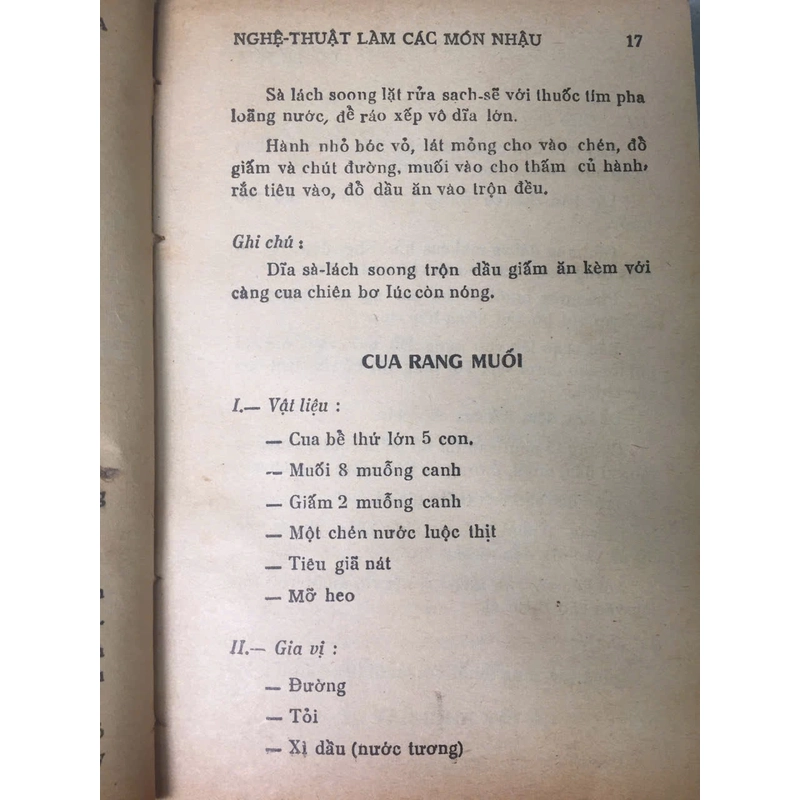 NGHỆ-THUẬT LÀM CÁC MÓN NHẬU 17
Sà lách soong lặt rửa sạch-sẽ với thuốc tím pha
loãng nước, để ráo xếp vô dĩa lớn.
Hành nhỏ bóc vỏ, lát mỏng cho vào chén, đồ
giấm và chút đường, muối vào cho thấm củ hành,
rắc tiêu vào, đồ dầu ăn vào trộn đều.
Ghi chú :
Dĩa sà-lách soong trộn dầu giấm ăn kèm với
càng cua chiên bơ lúc còn nóng.
CUA RANG MUỐI
I.— Vật liệu :
— Cua bề thứ lớn 5 con.
— Muối 8 muỗng canh
— Giấm 2 muỗng canh
— Một chén nước luộc thịt
— Tiêu giã nát
— Mỡ heo
II.— Gia vị :
— Đường
— Tỏi
— Xì dầu (nước tương)